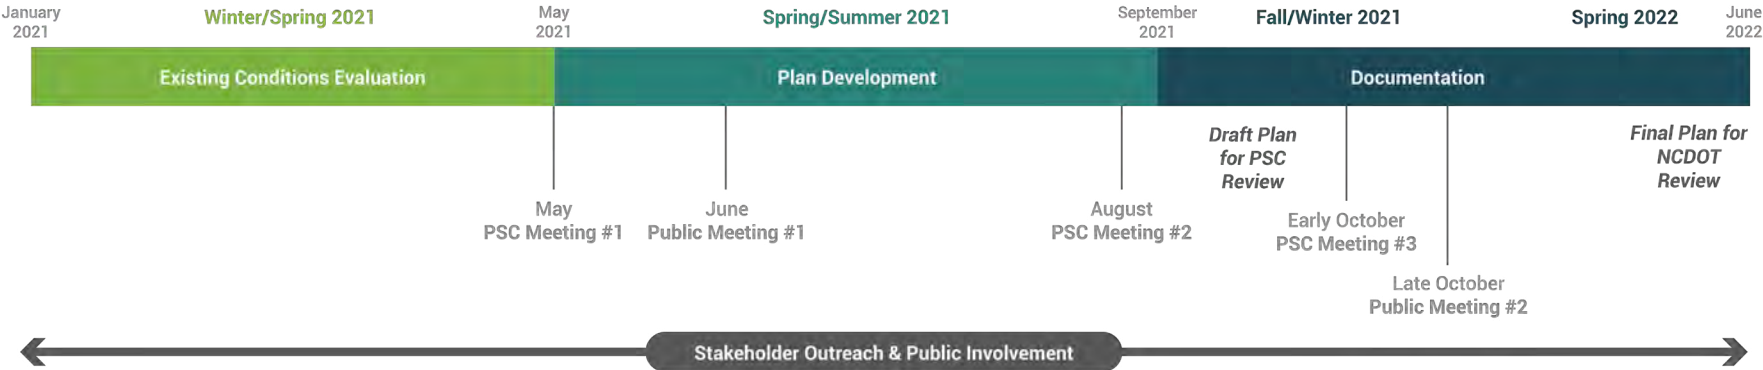 January
2021
Winter/Spring 2021
May
2021
Spring/Summer 2021
September
2021
Fall/Winter 2021
Spring 2022
June
2022
Existing Conditions Evaluation
Plan Development
Documentation
May
PSC Meeting #1
June
Public Meeting #1
August
PSC Meeting #2
Draft Plan
for PSC
Review
Early October
PSC Meeting #3
Late October
Public Meeting #2
Final Plan for
NCDOT
Review
Stakeholder Outreach & Public Involvement